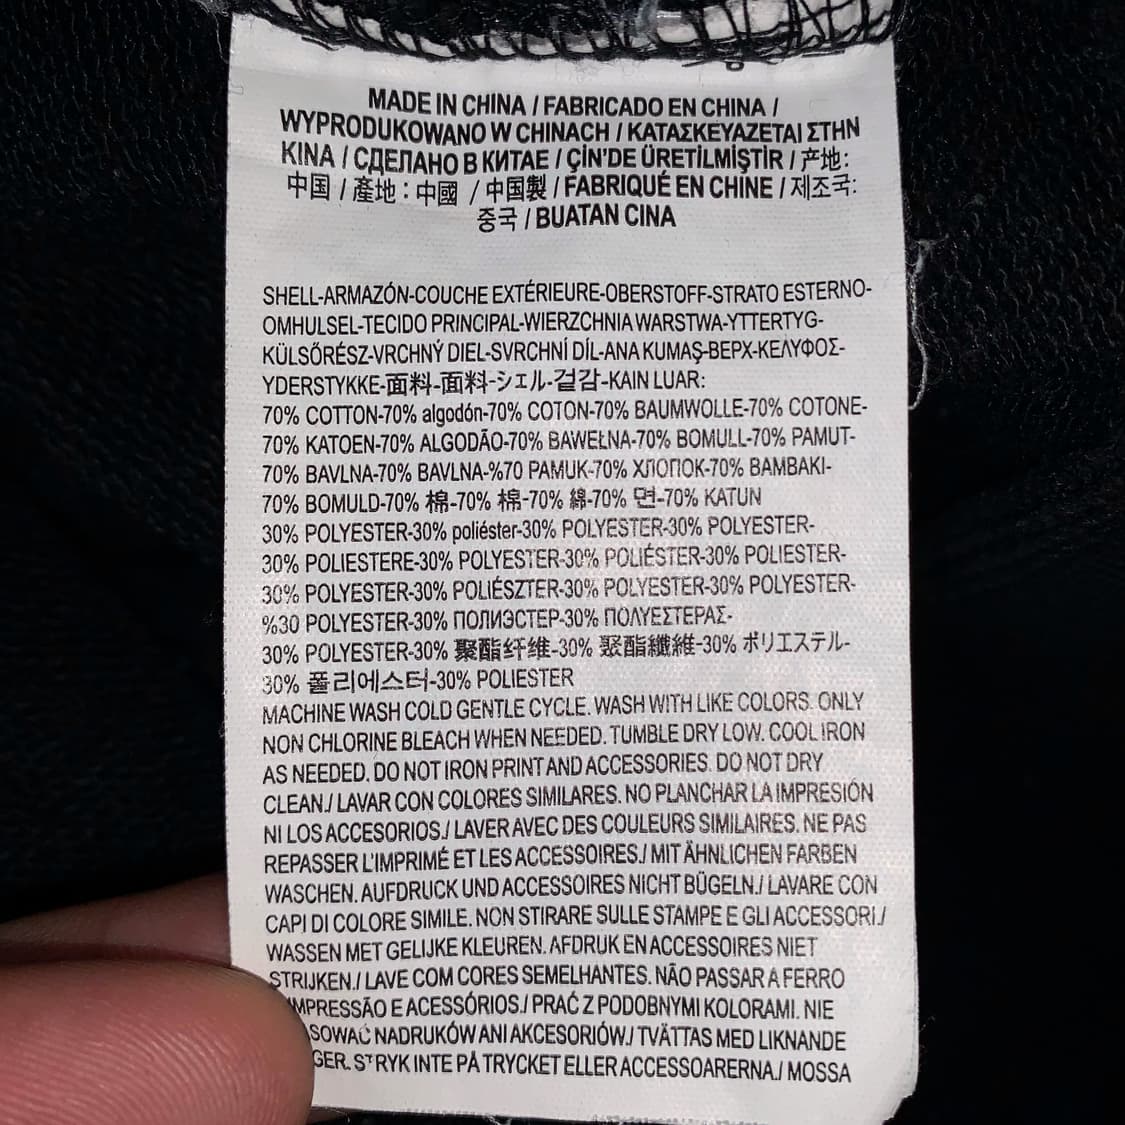 MADE IN CHINA / FABRICADO EN CHINA /
WYPRODUKOWANO W CHINACH / ΚΑΤΑΣΚΕΥΑΖΕΤΑΙ ΣΤΗΝ
ΚΙΝΑ / СДЕЛАНО В КИТАЕ / ÇİN'DE ÜRETİLMİŞTİR / 产地:
中国 / 產地：中國 / 中国製 / FABRIQUÉ EN CHINE / 제조국:
중국 / BUATAN CINA
SHELL-ARMAZÓN-COUCHE EXTÉRIEURE-OBERSTOFF-STRATO ESTERNO-
OMHULSEL-TECIDO PRINCIPAL-WIERZCHNIA WARSTWA-YTTERTYG-
KÜLSŐRÉSZ-VRCHNÝ DIEL-SVRCHNÍ DÍL-ANA KUMAŞ-ВЕРХ-ΚΕΛΥΦΟΣ-
YDERSTYKKE-面料-面料-シェル-겉감-KAIN LUAR:
70% COTTON-70% algodón-70% COTON-70% BAUMWOLLE-70% COTONE-
70% KATOEN-70% ALGODÃO-70% BAWEŁNA-70% BOMULL-70% PAMUT-
70% BAVLNA-70% BAVLNA-%70 PAMUK-70% ХЛОПОК-70% ΒΑΜΒΑΚΙ-
70% BOMULD-70% 棉-70% 棉-70% 綿-70% 면-70% KATUN
30% POLYESTER-30% poliéster-30% POLYESTER-30% POLYESTER-
30% POLIESTERE-30% POLYESTER-30% POLIÉSTER-30% POLIESTER-
30% POLYESTER-30% POLIÉSZTER-30% POLYESTER-30% POLYESTER-
%30 POLYESTER-30% ПОЛИЭСТЕР-30% ΠΟΛΥΕΣΤΕΡΑΣ-
30% POLYESTER-30% 聚酯纤维-30% 聚酯纖維-30% ポリエステル-
30% 폴리에스터-30% POLIESTER
MACHINE WASH COLD GENTLE CYCLE. WASH WITH LIKE COLORS. ONLY
NON CHLORINE BLEACH WHEN NEEDED. TUMBLE DRY LOW. COOL IRON
AS NEEDED. DO NOT IRON PRINT AND ACCESSORIES. DO NOT DRY
CLEAN./ LAVAR CON COLORES SIMILARES. NO PLANCHAR LA IMPRESIÓN
NI LOS ACCESORIOS./ LAVER AVEC DES COULEURS SIMILAIRES. NE PAS
REPASSER L'IMPRIMÉ ET LES ACCESSOIRES./ MIT ÄHNLICHEN FARBEN
WASCHEN. AUFDRUCK UND ACCESSOIRES NICHT BÜGELN./ LAVARE CON
CAPI DI COLORE SIMILE. NON STIRARE SULLE STAMPE E GLI ACCESSORI./
WASSEN MET GELIJKE KLEUREN. AFDRUK EN ACCESSOIRES NIET
STRIJKEN./ LAVE COM CORES SEMELHANTES. NÃO PASSAR A FERRO
IMPRESSÃO E ACESSÓRIOS./ PRAĆ Z PODOBNYMI KOLORAMI. NIE
SOWAĆ NADRUKÓW ANI AKCESORIÓW./ TVÄTTAS MED LIKNANDE
GER. STRYK INTE PÅ TRYCKET ELLER ACCESSOARERNA./ MOSSA